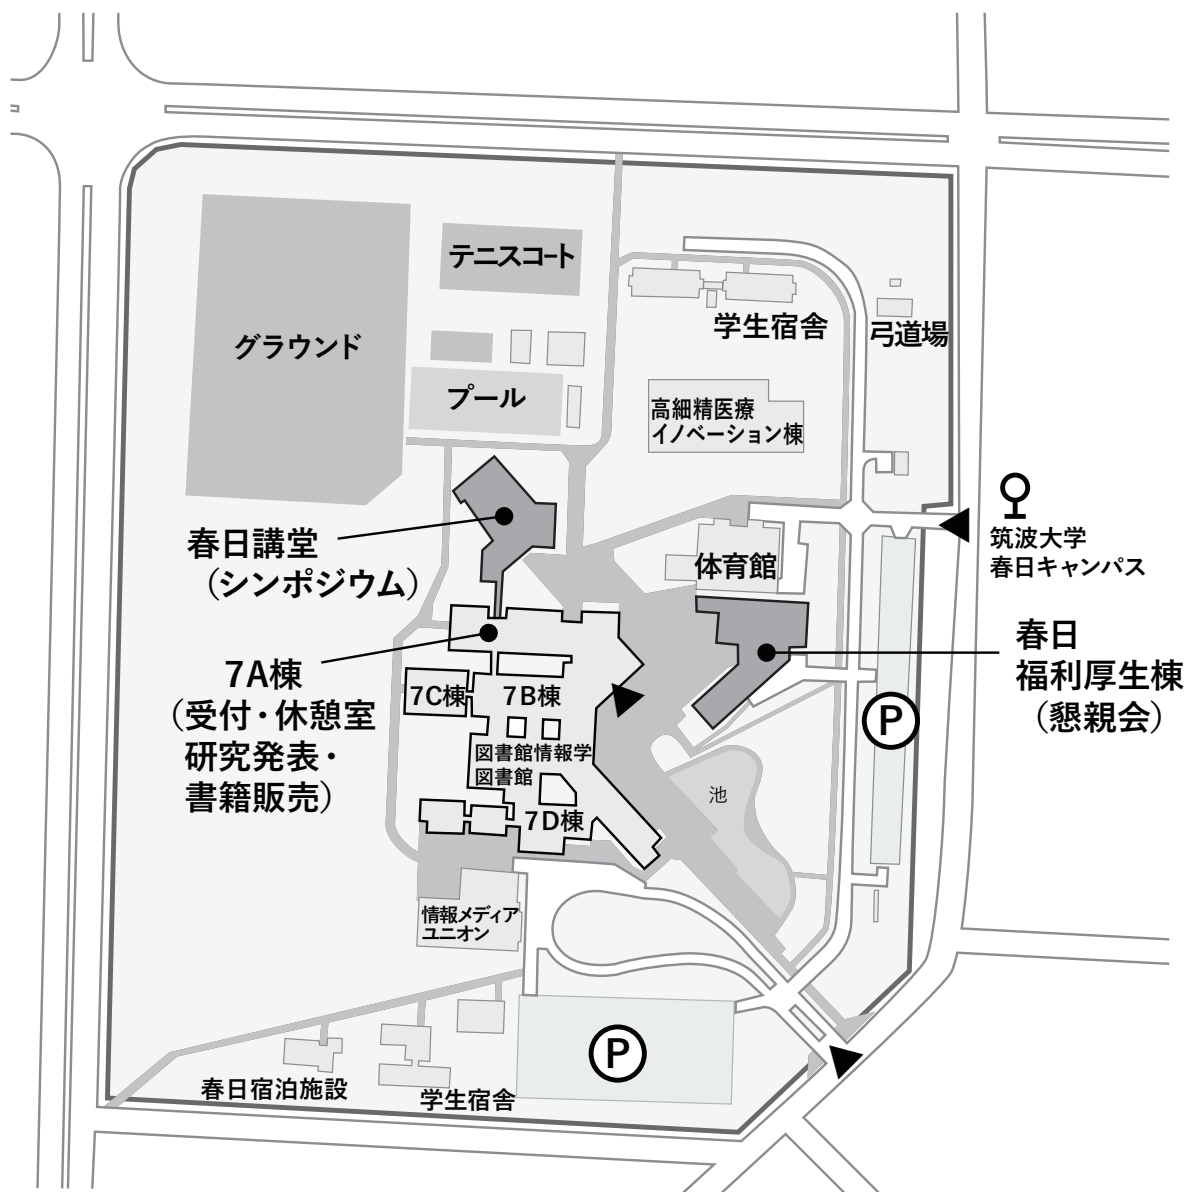 テニスコート
グラウンド
学生宿舎
弓道場
プール
高細精医療
イノベーション棟
筑波大学
春日キャンパス
春日講堂
（シンポジウム）
体育館
春日
福利厚生棟
（懇親会）
7A棟
（受付・休憩室
研究発表・
書籍販売）
7C棟
7B棟
図書館情報学
図書館
7D棟
池
P
情報メディア
ユニオン
P
春日宿泊施設
学生宿舎